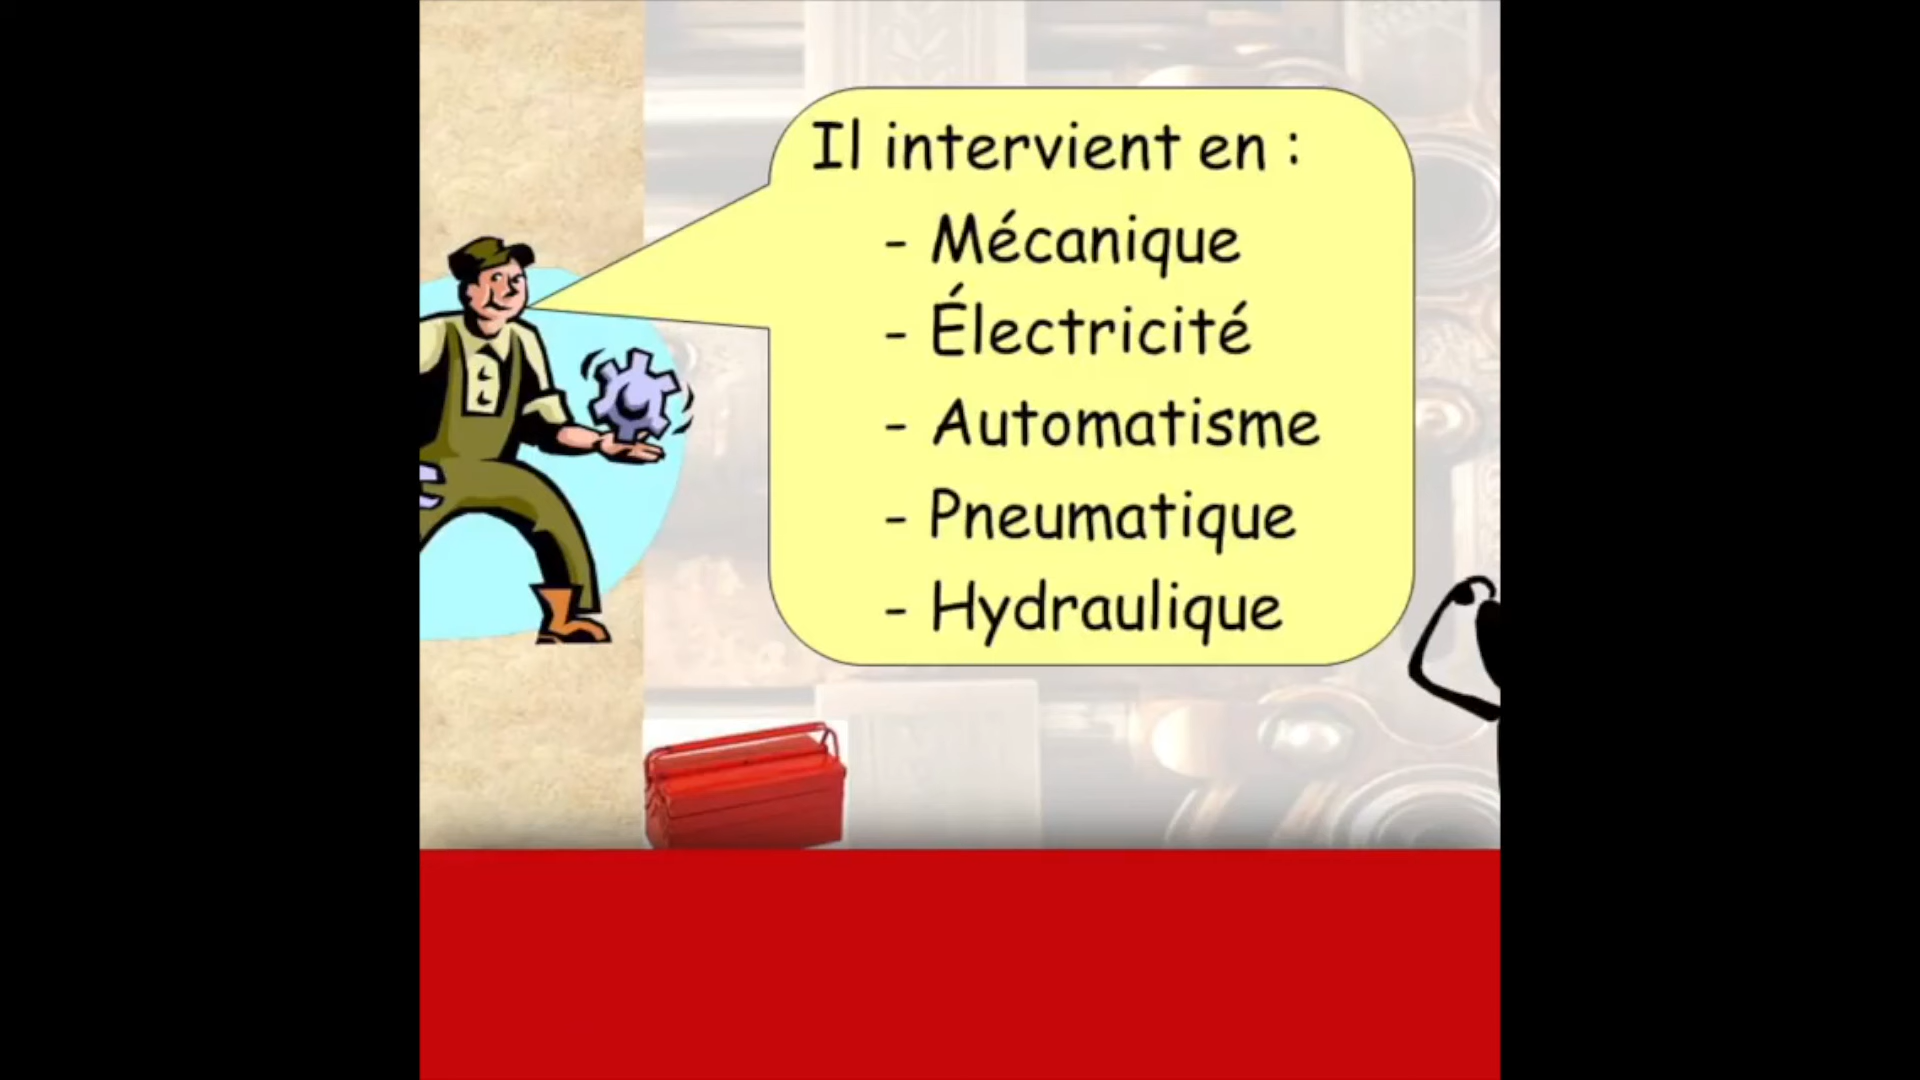 Il intervient en :
- Mécanique
- Électricité
- Automatisme
- Pneumatique
- Hydraulique